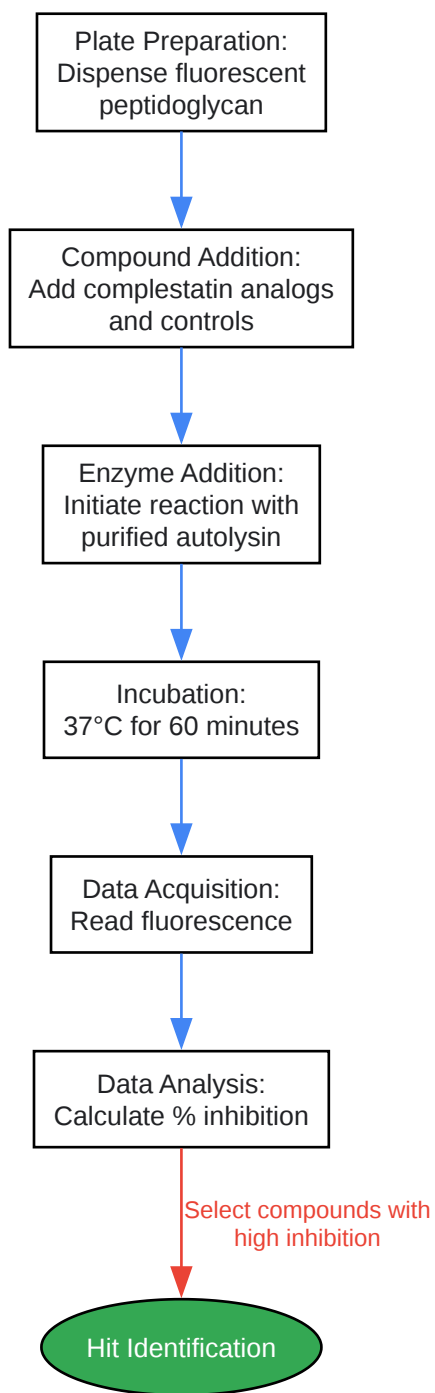 Plate Preparation:
Dispense fluorescent
peptidoglycan
Compound Addition:
Add complestatin analogs
and controls
Enzyme Addition:
Initiate reaction with
purified autolysin
Incubation:
37°C for 60 minutes
Data Acquisition:
Read fluorescence
Data Analysis:
Calculate % inhibition
Select compounds with
high inhibition
Hit Identification